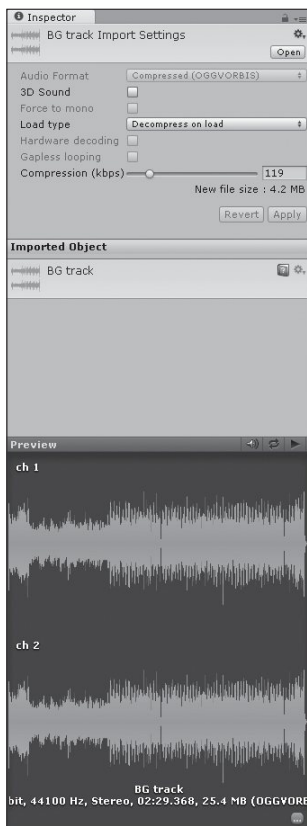 Inspector
BG track Import Settings
Open
Audio Format Compressed (OGGVORBIS)
3D Sound
Force to mono
Load type Decompress on load
Hardware decoding
Gapless looping
Compression (kbps) 119
New file size : 4.2 MB
Revert Apply
Imported Object
BG track
Preview
ch 1
ch 2
BG track
bit, 44100 Hz, Stereo, 02:29.368, 25.4 MB (OGGVORB